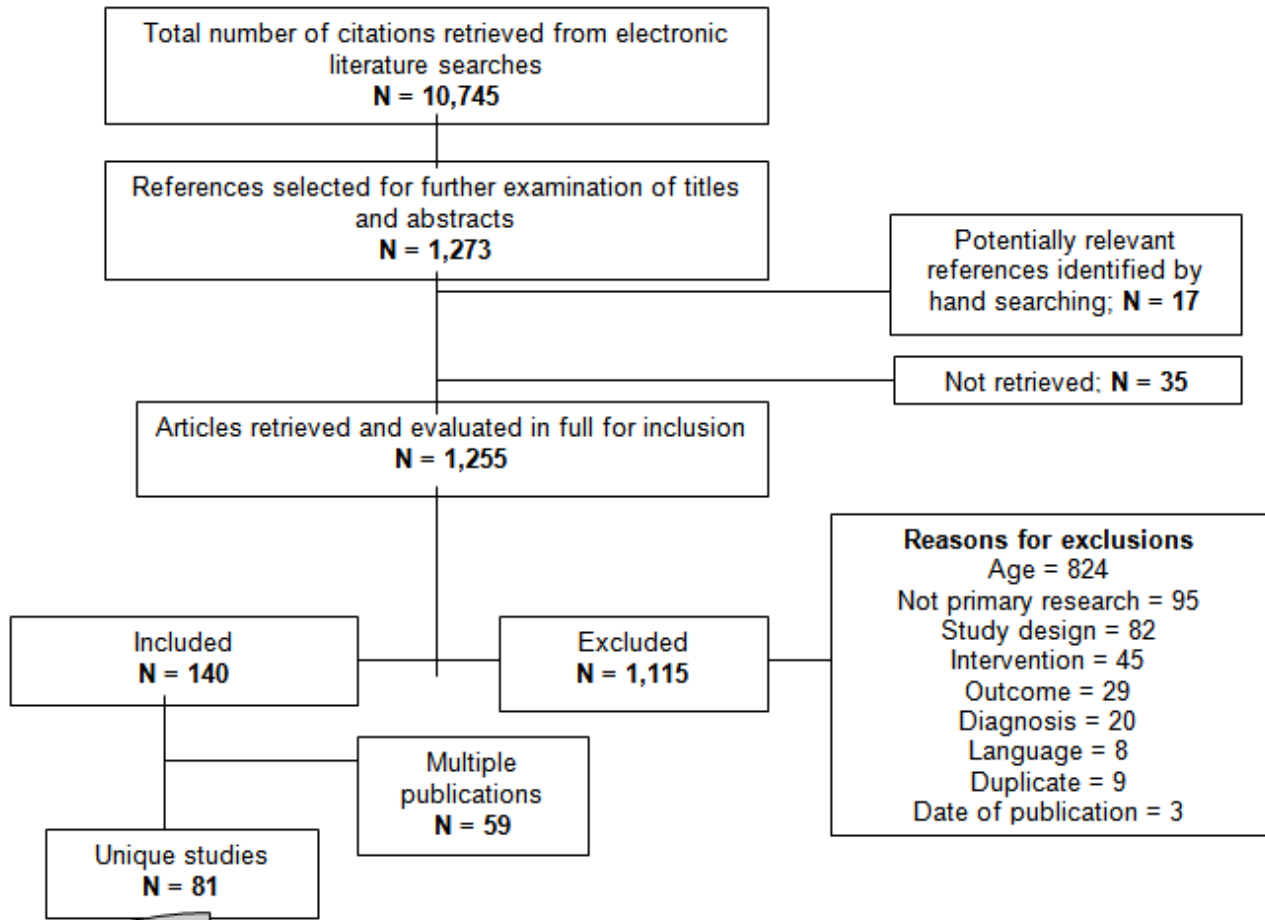 Total number of citations retrieved from electronic
literature searches
N = 10,745
References selected for further examination of titles
and abstracts
N = 1,273
Potentially relevant
references identified by
hand searching; N = 17
Not retrieved; N = 35
Articles retrieved and evaluated in full for inclusion
N = 1,255
Reasons for exclusions
Age = 824
Not primary research = 95
Study design = 82
Intervention = 45
Outcome = 29
Diagnosis = 20
Language = 8
Duplicate = 9
Date of publication = 3
Included
N = 140
Excluded
N = 1,115
Multiple
publications
N = 59
Unique studies
N = 81